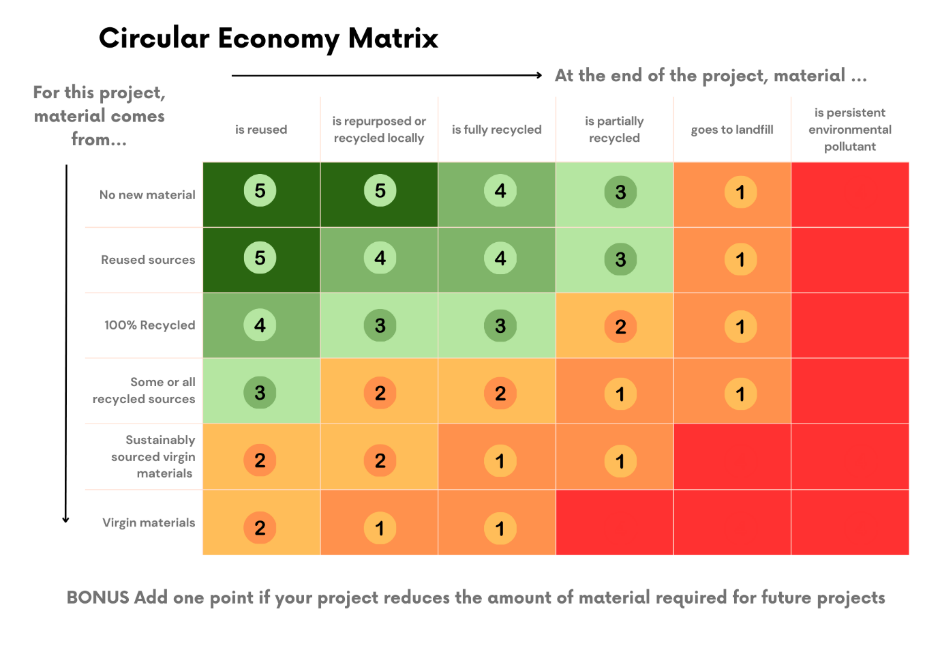 Circular Economy Matrix
At the end of the project, material ...
For this project,
material comes
from...
is reused
is repurposed or
recycled locally
is fully recycled
is partially
recycled
goes to landfill
is persistent
environmental
pollutant
No new material
5
5
4
3
1
Reused sources
5
4
4
3
1
100% Recycled
4
3
3
2
1
Some or all
recycled sources
3
2
2
1
1
Sustainably
sourced virgin
materials
2
2
1
1
Virgin materials
2
1
1
BONUS Add one point if your project reduces the amount of material required for future projects